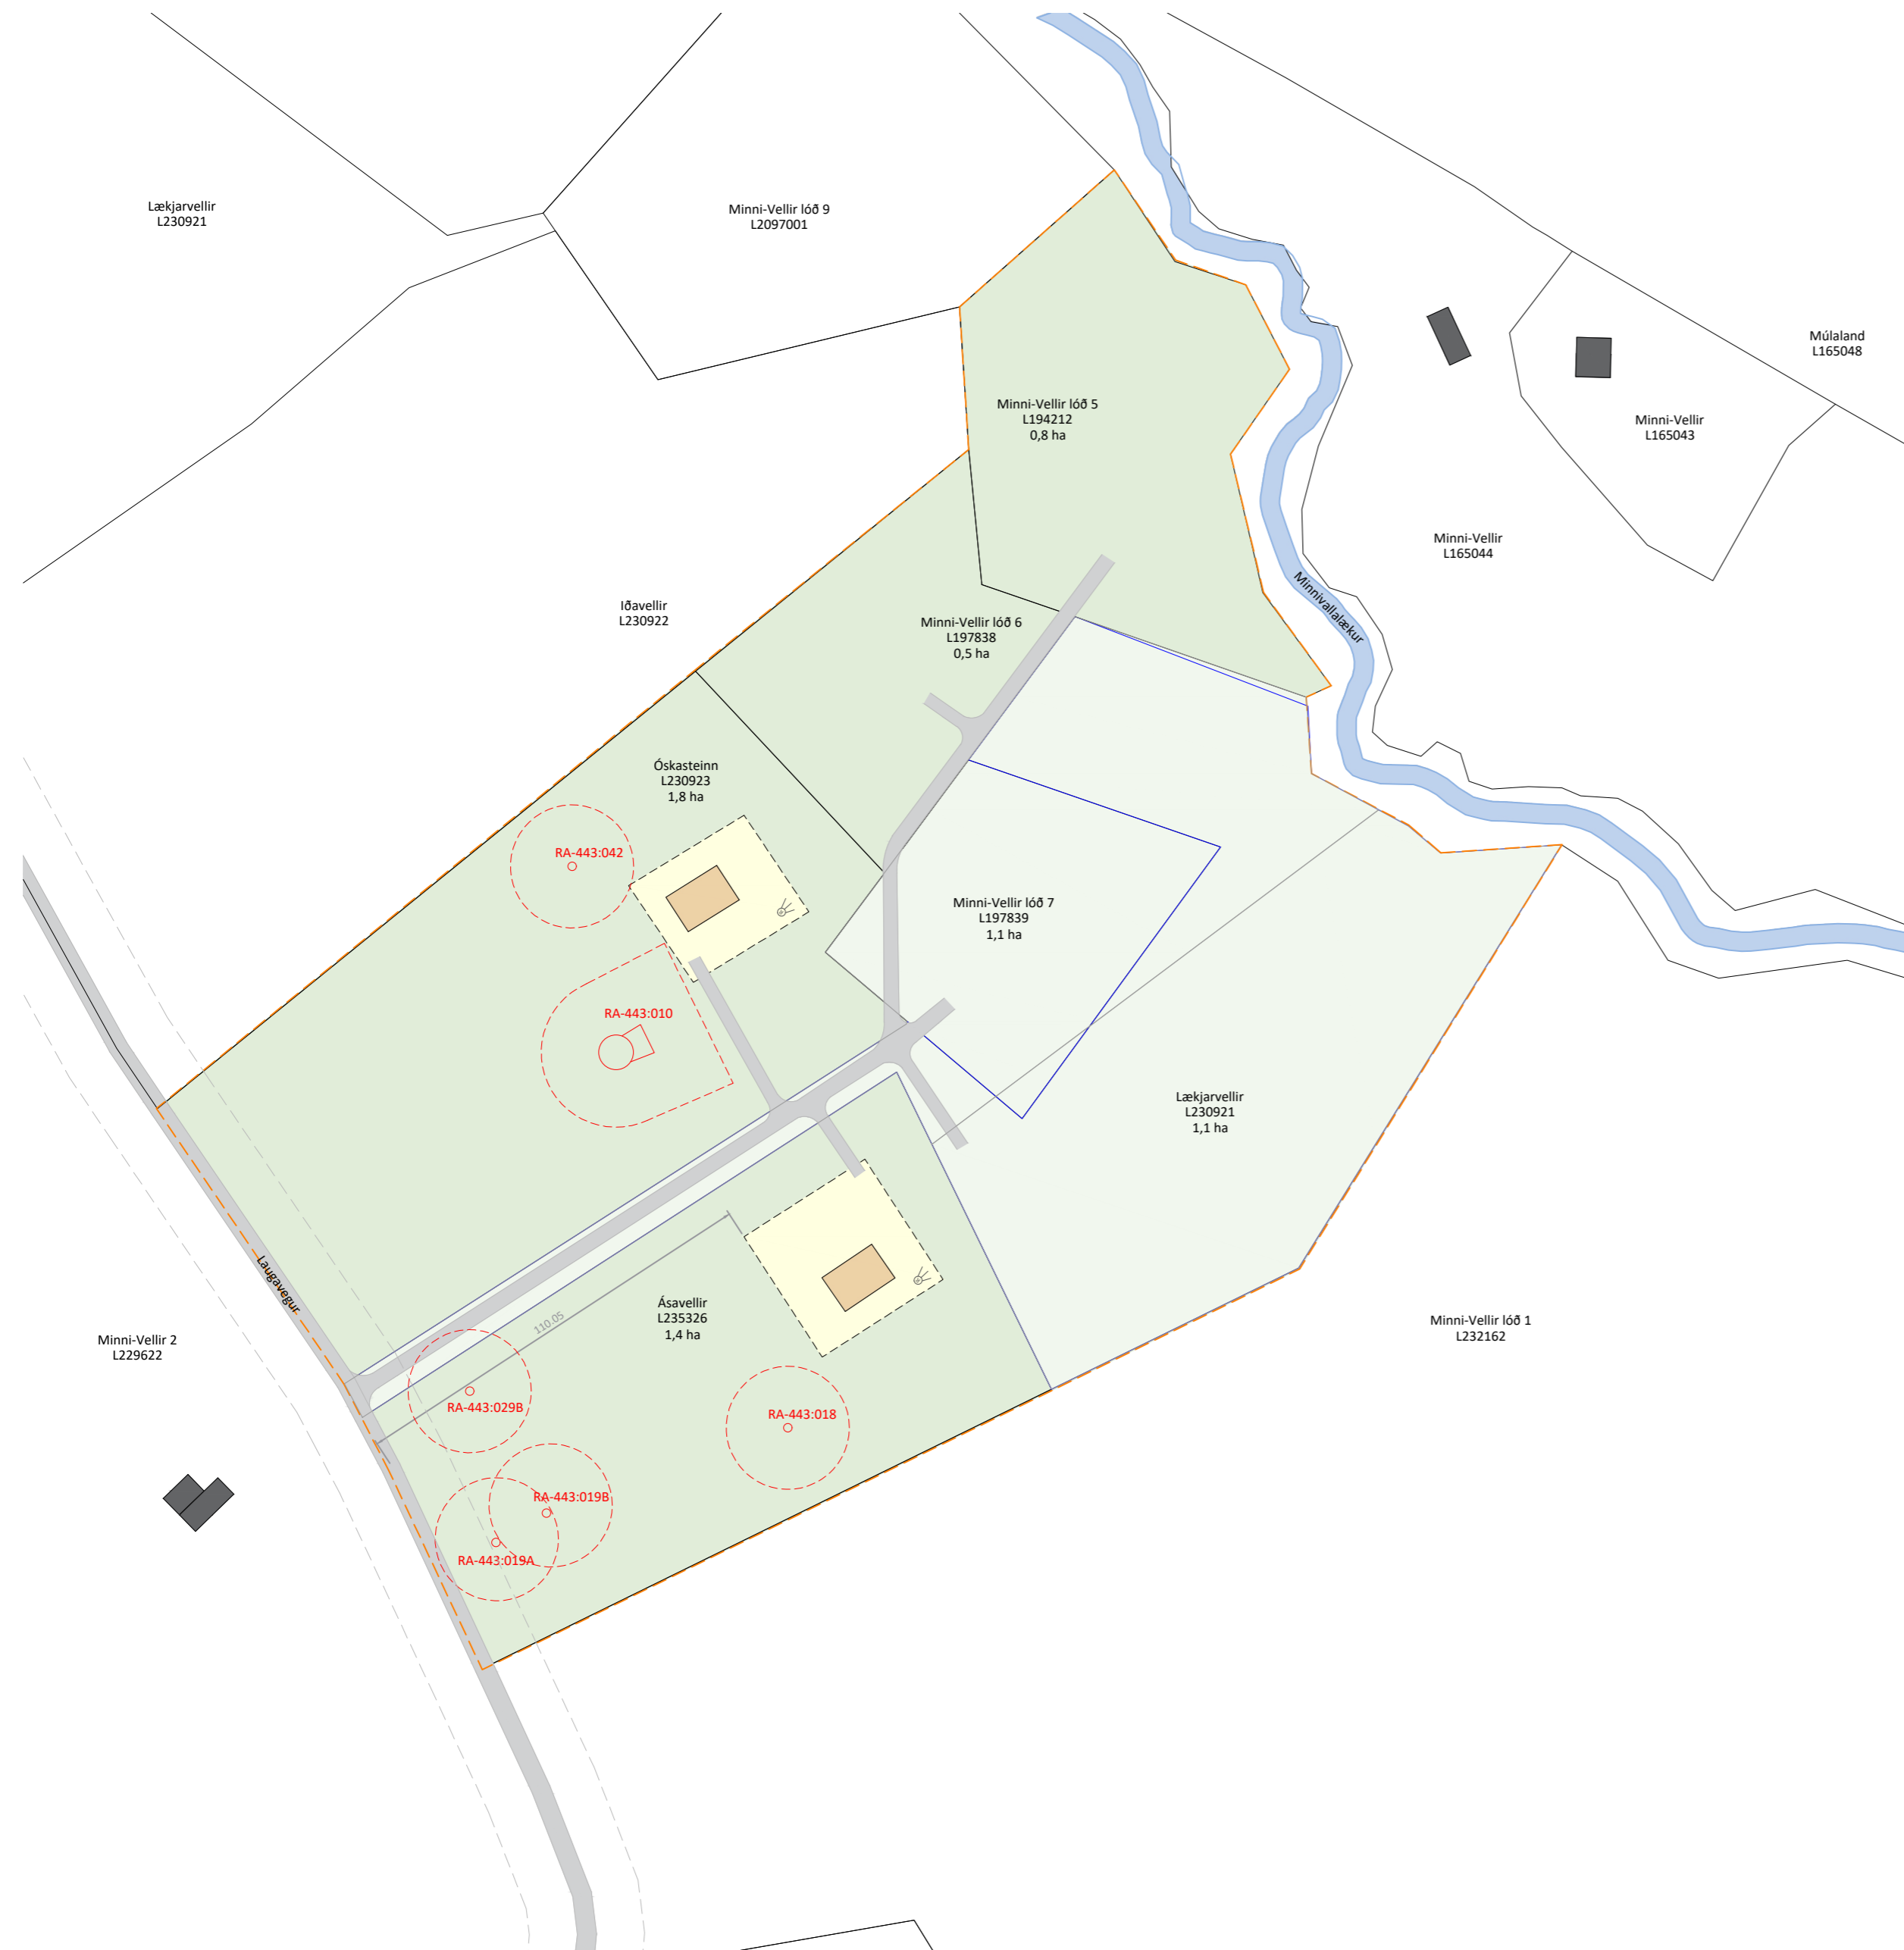 Lækjarvellir
L230921
Minni-Vellir lóð 9
L2097001
Múlaland
L165048
Minni-Vellir lóð 5
L194212
0,8 ha
Minni-Vellir
L165043
Minni-Vellir
L165044
Minnivallalækur
Iðavellir
L230922
Minni-Vellir lóð 6
L197838
0,5 ha
Óskasteinn
L230923
1,8 ha
RA-443:042
Minni-Vellir lóð 7
L197839
1,1 ha
RA-443:010
Lækjarvellir
L230921
1,1 ha
Laugavegur
Ásavellir
L235326
1,4 ha
110.05
Minni-Vellir 2
L229622
Minni-Vellir lóð 1
L232162
RA-443:029B
RA-443:018
RA-443:019B
RA-443:019A